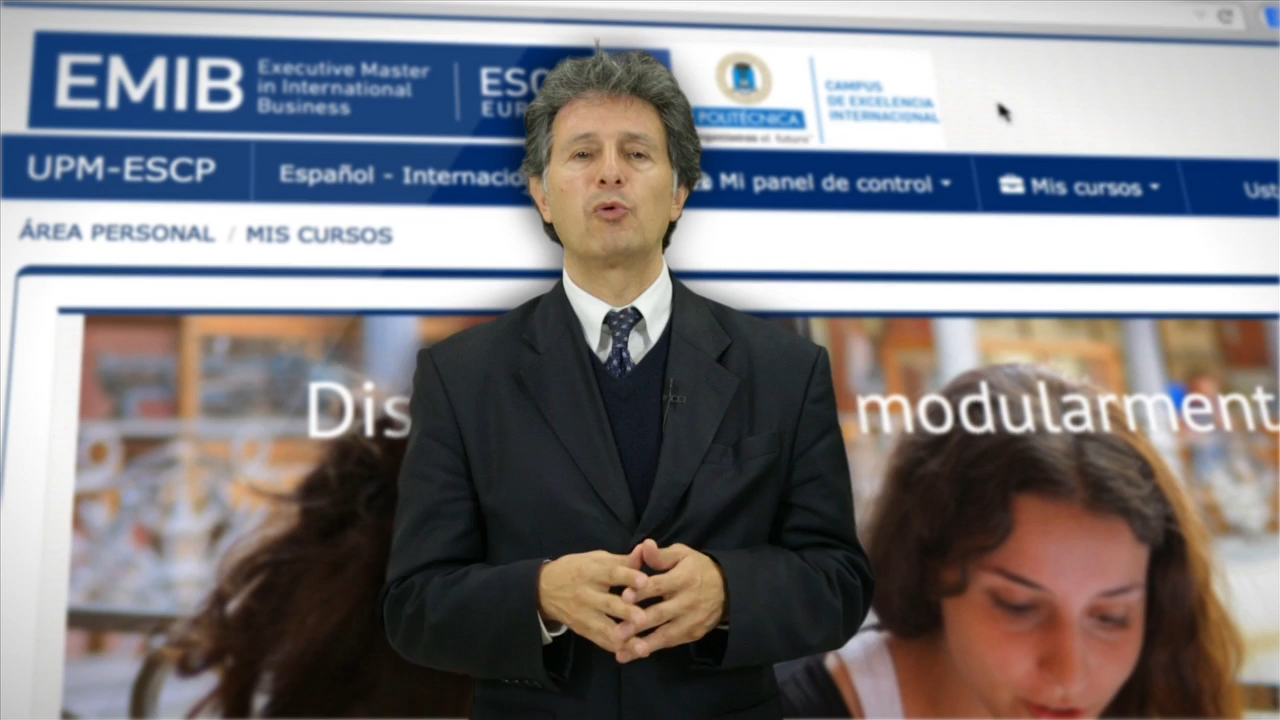 EMIB
Executive Master
in International
Business
ESC
EUR
POLITÉCNICA
CAMPUS
DE EXCELENCIA
INTERNACIONAL
UPM-ESCP
Español - Internacio
Mi panel de control
Mis cursos
Ust
ÁREA PERSONAL / MIS CURSOS
Dis
modularment